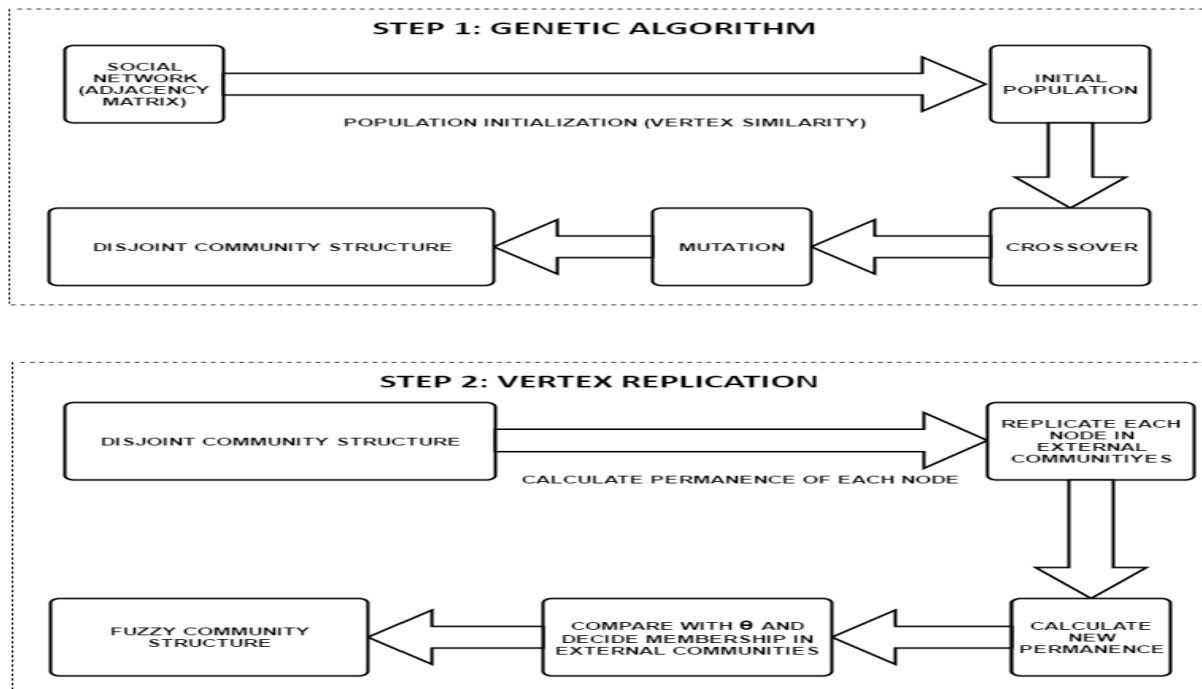 STEP 1: GENETIC ALGORITHM
SOCIAL
NETWORK
(ADJACENCY
MATRIX)
INITIAL
POPULATION
POPULATION INITIALIZATION (VERTEX SIMILARITY)
DISJOINT COMMUNITY STRUCTURE
MUTATION
CROSSOVER
STEP 2: VERTEX REPLICATION
DISJOINT COMMUNITY STRUCTURE
REPLICATE EACH
NODE IN
EXTERNAL
COMMUNITIYES
CALCULATE PERMANENCE OF EACH NODE
FUZZY COMMUNITY
STRUCTURE
COMPARE WITH Θ AND
DECIDE MEMBERSHIP IN
EXTERNAL COMMUNITIES
CALCULATE
NEW
PERMANENCE